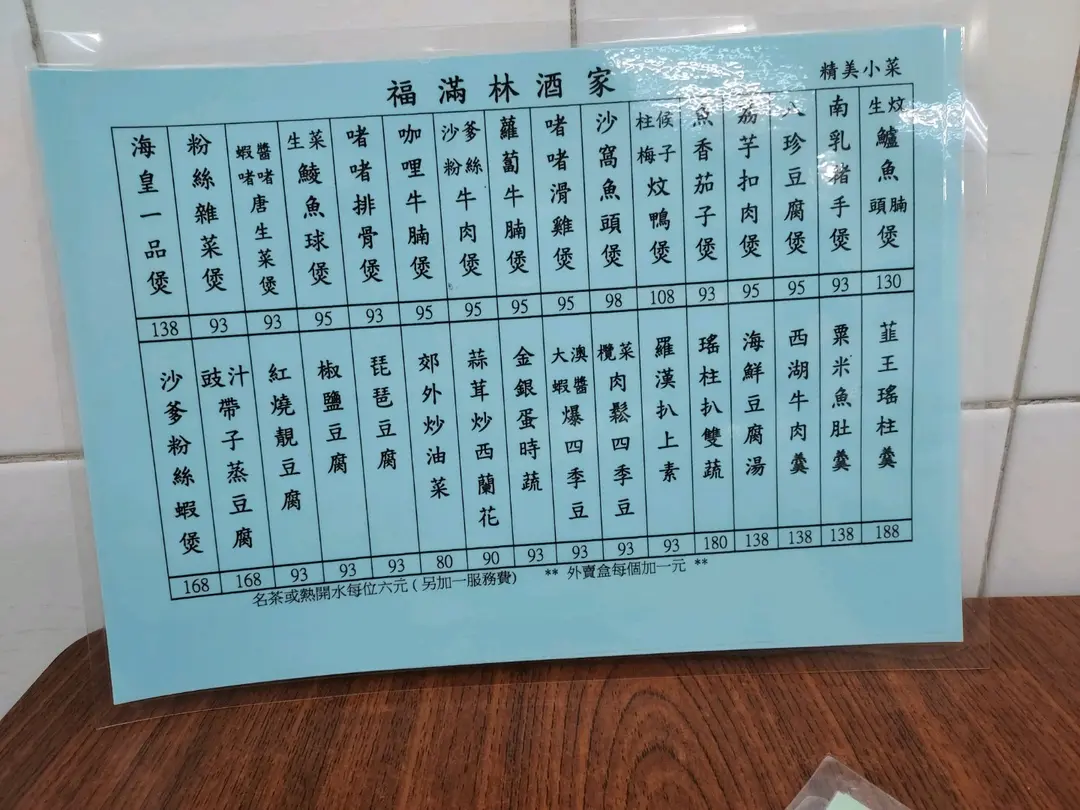 福滿林酒家
精美小菜
生炆鱸魚頭腩煲
130
南乳豬手煲
93
八珍豆腐煲
95
荔芋扣肉煲
95
魚香茄子煲
93
柱候梅子炆鴨煲
108
沙窩魚頭煲
98
啫啫滑雞煲
95
蘿蔔牛腩煲
95
沙爹粉絲牛肉煲
95
咖哩牛腩煲
95
啫啫排骨煲
93
生菜鯪魚球煲
95
蝦醬啫啫唐生菜煲
93
粉絲雜菜煲
93
海皇一品煲
138
韮王瑤柱羹
188
粟米魚肚羹
138
西湖牛肉羹
138
海鮮豆腐湯
138
瑤柱扒雙蔬
180
羅漢扒上素
93
欖菜肉鬆四季豆
93
大澳蝦醬爆四季豆
93
金銀蛋時蔬
93
蒜茸炒西蘭花
90
郊外炒油菜
80
琵琶豆腐
93
椒鹽豆腐
93
紅燒靚豆腐
93
豉汁帶子蒸豆腐
168
沙爹粉絲蝦煲
168
名茶或熱開水每位六元(另加一服務費) ** 外賣盒每個加一元 **